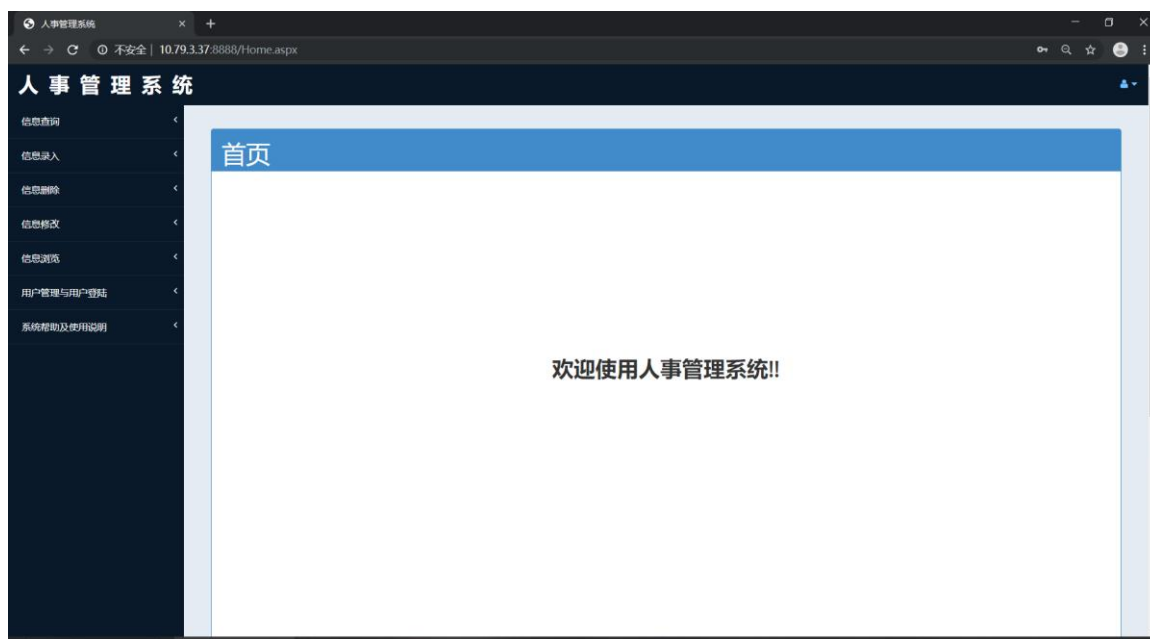 人事管理系统
不安全 | 10.79.3.37:8888/Home.aspx
人事管理系统
信息查询
信息录入
信息删除
信息修改
信息浏览
用户管理与用户登陆
系统帮助及使用说明
首页
欢迎使用人事管理系统!!